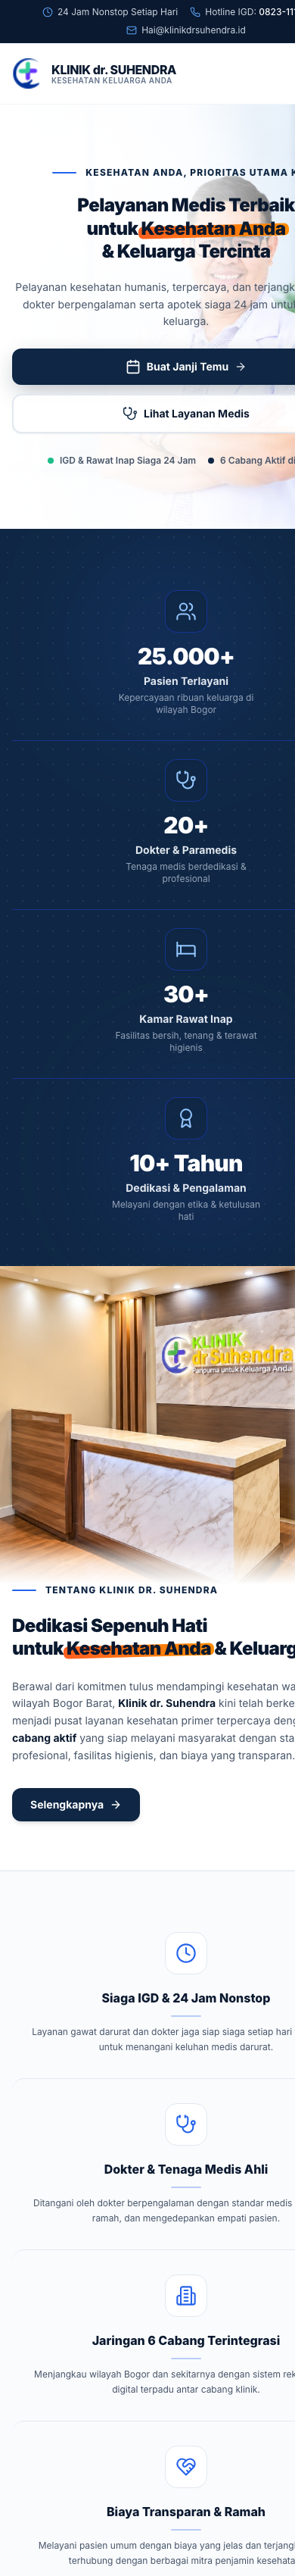 24 Jam Nonstop Setiap Hari Hotline IGD: 0823-11
Hai@klinikdrsuhendra.id
KLINIK dr. SUHENDRA
KESEHATAN KELUARGA ANDA
KESEHATAN ANDA, PRIORITAS UTAMA K
Pelayanan Medis Terbaik
untuk Kesehatan Anda
& Keluarga Tercinta
Pelayanan kesehatan humanis, terpercaya, dan terjangk
dokter berpengalaman serta apotek siaga 24 jam untu
keluarga.
Buat Janji Temu
Lihat Layanan Medis
IGD & Rawat Inap Siaga 24 Jam 6 Cabang Aktif di
25.000+
Pasien Terlayani
Kepercayaan ribuan keluarga di
wilayah Bogor
20+
Dokter & Paramedis
Tenaga medis berdedikasi &
profesional
30+
Kamar Rawat Inap
Fasilitas bersih, tenang & terawat
higienis
10+ Tahun
Dedikasi & Pengalaman
Melayani dengan etika & ketulusan
hati
KLINIK
dr Suhendra
Paripurna untuk Keluarga Anda
TENTANG KLINIK DR. SUHENDRA
Dedikasi Sepenuh Hati
untuk Kesehatan Anda & Keluarg
Berawal dari komitmen tulus mendampingi kesehatan wa
wilayah Bogor Barat, Klinik dr. Suhendra kini telah berke
menjadi pusat layanan kesehatan primer terpercaya deng
cabang aktif yang siap melayani masyarakat dengan sta
profesional, fasilitas higienis, dan biaya yang transparan.
Selengkapnya
Siaga IGD & 24 Jam Nonstop
Layanan gawat darurat dan dokter jaga siap siaga setiap hari
untuk menangani keluhan medis darurat.
Dokter & Tenaga Medis Ahli
Ditangani oleh dokter berpengalaman dengan standar medis
ramah, dan mengedepankan empati pasien.
Jaringan 6 Cabang Terintegrasi
Menjangkau wilayah Bogor dan sekitarnya dengan sistem rek
digital terpadu antar cabang klinik.
Biaya Transparan & Ramah
Melayani pasien umum dengan biaya yang jelas dan terjangk
terhubung dengan berbagai mitra penjamin kesehata